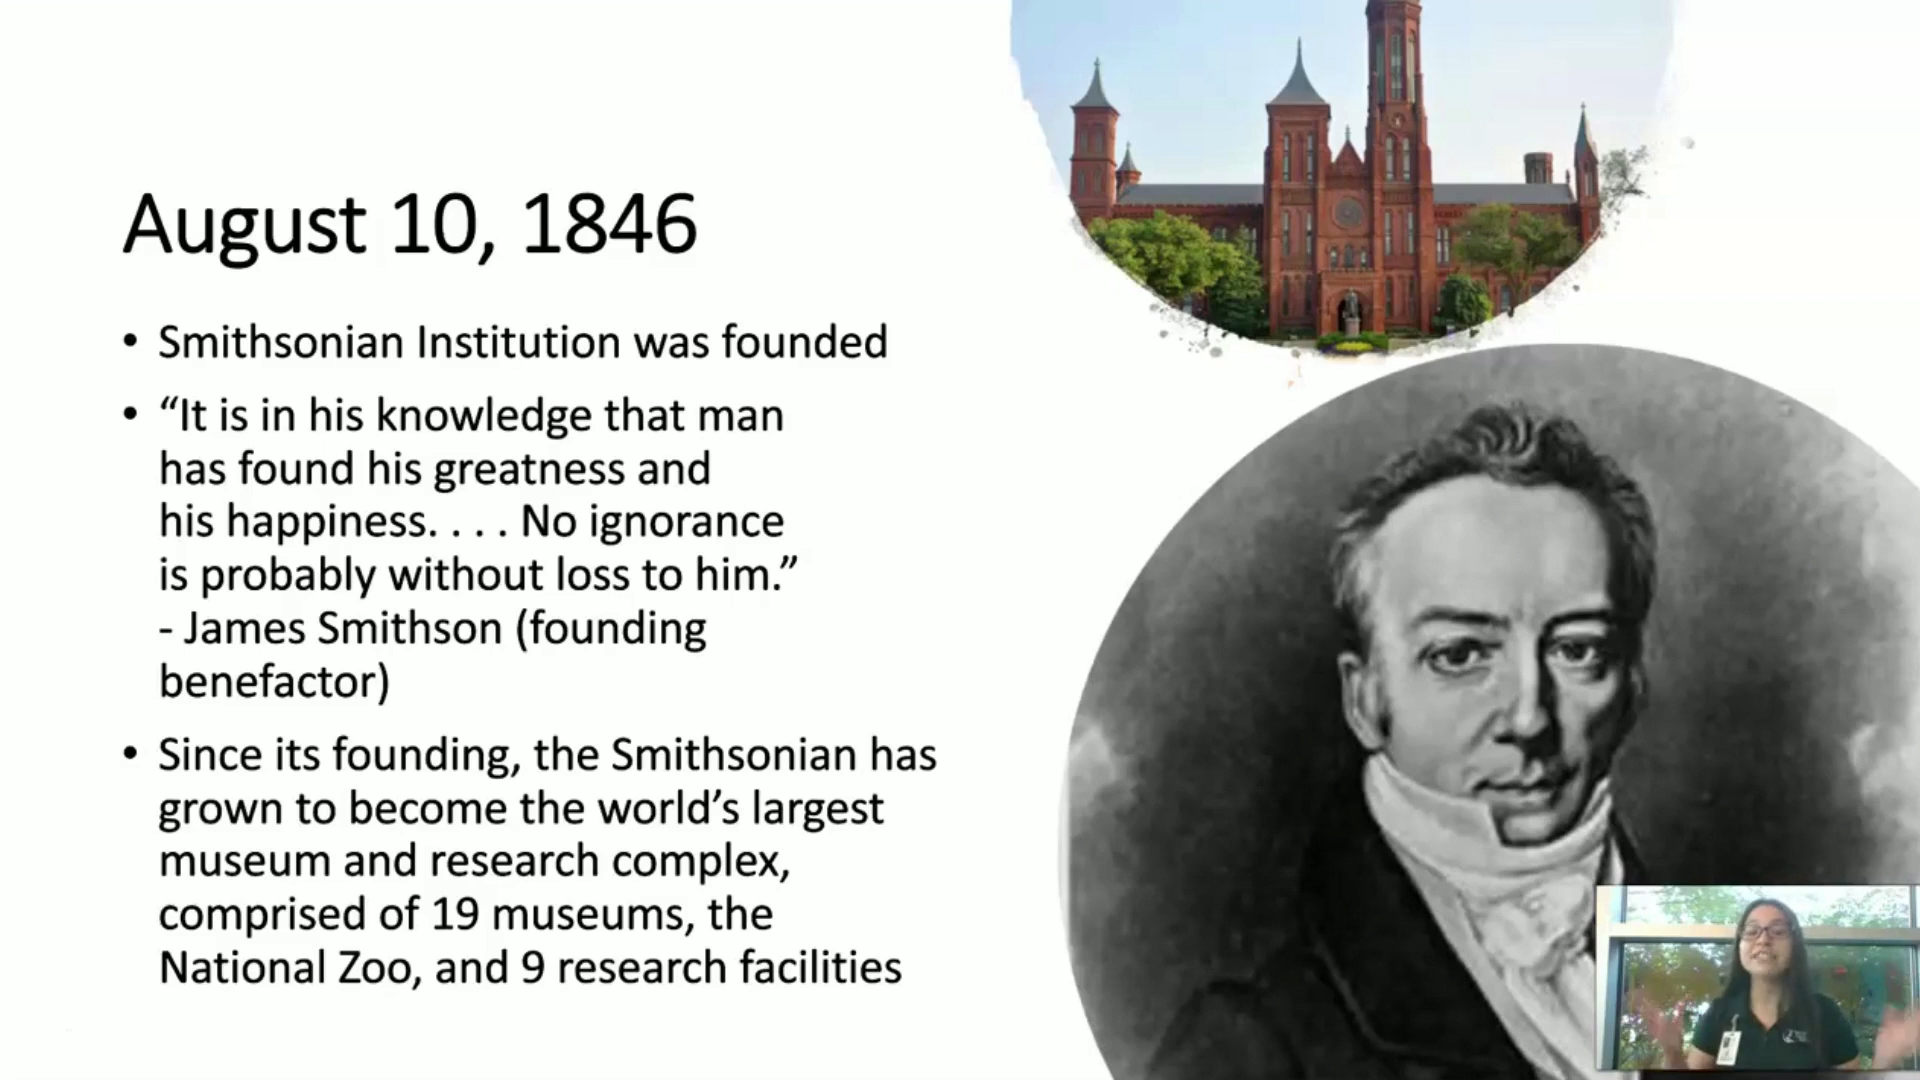 August 10, 1846
• Smithsonian Institution was founded
• “It is in his knowledge that man
has found his greatness and
his happiness. . . . No ignorance
is probably without loss to him.”
- James Smithson (founding
benefactor)
• Since its founding, the Smithsonian has
grown to become the world’s largest
museum and research complex,
comprised of 19 museums, the
National Zoo, and 9 research facilities